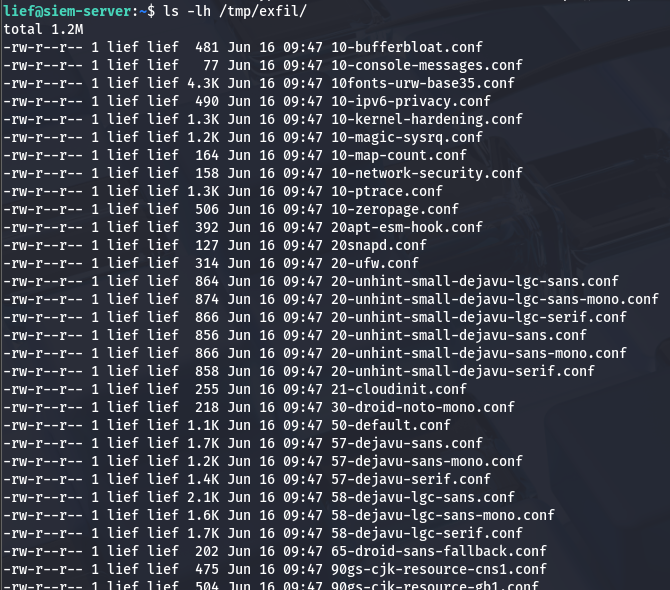 lief@siem-server:~$ ls -lh /tmp/exfil/
total 1.2M
-rw-r--r-- 1 lief lief  481 Jun 16 09:47 10-bufferbloat.conf
-rw-r--r-- 1 lief lief   77 Jun 16 09:47 10-console-messages.conf
-rw-r--r-- 1 lief lief 4.3K Jun 16 09:47 10fonts-urw-base35.conf
-rw-r--r-- 1 lief lief  490 Jun 16 09:47 10-ipv6-privacy.conf
-rw-r--r-- 1 lief lief 1.3K Jun 16 09:47 10-kernel-hardening.conf
-rw-r--r-- 1 lief lief 1.2K Jun 16 09:47 10-magic-sysrq.conf
-rw-r--r-- 1 lief lief  164 Jun 16 09:47 10-map-count.conf
-rw-r--r-- 1 lief lief  158 Jun 16 09:47 10-network-security.conf
-rw-r--r-- 1 lief lief 1.3K Jun 16 09:47 10-ptrace.conf
-rw-r--r-- 1 lief lief  506 Jun 16 09:47 10-zeropage.conf
-rw-r--r-- 1 lief lief  392 Jun 16 09:47 20apt-esm-hook.conf
-rw-r--r-- 1 lief lief  127 Jun 16 09:47 20snapd.conf
-rw-r--r-- 1 lief lief  314 Jun 16 09:47 20-ufw.conf
-rw-r--r-- 1 lief lief  864 Jun 16 09:47 20-unhint-small-dejavu-lgc-sans.conf
-rw-r--r-- 1 lief lief  874 Jun 16 09:47 20-unhint-small-dejavu-lgc-sans-mono.conf
-rw-r--r-- 1 lief lief  866 Jun 16 09:47 20-unhint-small-dejavu-lgc-serif.conf
-rw-r--r-- 1 lief lief  856 Jun 16 09:47 20-unhint-small-dejavu-sans.conf
-rw-r--r-- 1 lief lief  866 Jun 16 09:47 20-unhint-small-dejavu-sans-mono.conf
-rw-r--r-- 1 lief lief  858 Jun 16 09:47 20-unhint-small-dejavu-serif.conf
-rw-r--r-- 1 lief lief  255 Jun 16 09:47 21-cloudinit.conf
-rw-r--r-- 1 lief lief  218 Jun 16 09:47 30-droid-noto-mono.conf
-rw-r--r-- 1 lief lief 1.1K Jun 16 09:47 50-default.conf
-rw-r--r-- 1 lief lief 1.7K Jun 16 09:47 57-dejavu-sans.conf
-rw-r--r-- 1 lief lief 1.2K Jun 16 09:47 57-dejavu-sans-mono.conf
-rw-r--r-- 1 lief lief 1.4K Jun 16 09:47 57-dejavu-serif.conf
-rw-r--r-- 1 lief lief 2.1K Jun 16 09:47 58-dejavu-lgc-sans.conf
-rw-r--r-- 1 lief lief 1.6K Jun 16 09:47 58-dejavu-lgc-sans-mono.conf
-rw-r--r-- 1 lief lief 1.7K Jun 16 09:47 58-dejavu-lgc-serif.conf
-rw-r--r-- 1 lief lief  202 Jun 16 09:47 65-droid-sans-fallback.conf
-rw-r--r-- 1 lief lief  475 Jun 16 09:47 90gs-cjk-resource-cns1.conf
-rw-r--r-- 1 lief lief  504 Jun 16 09:47 90gs-cjk-resource-gb1.conf